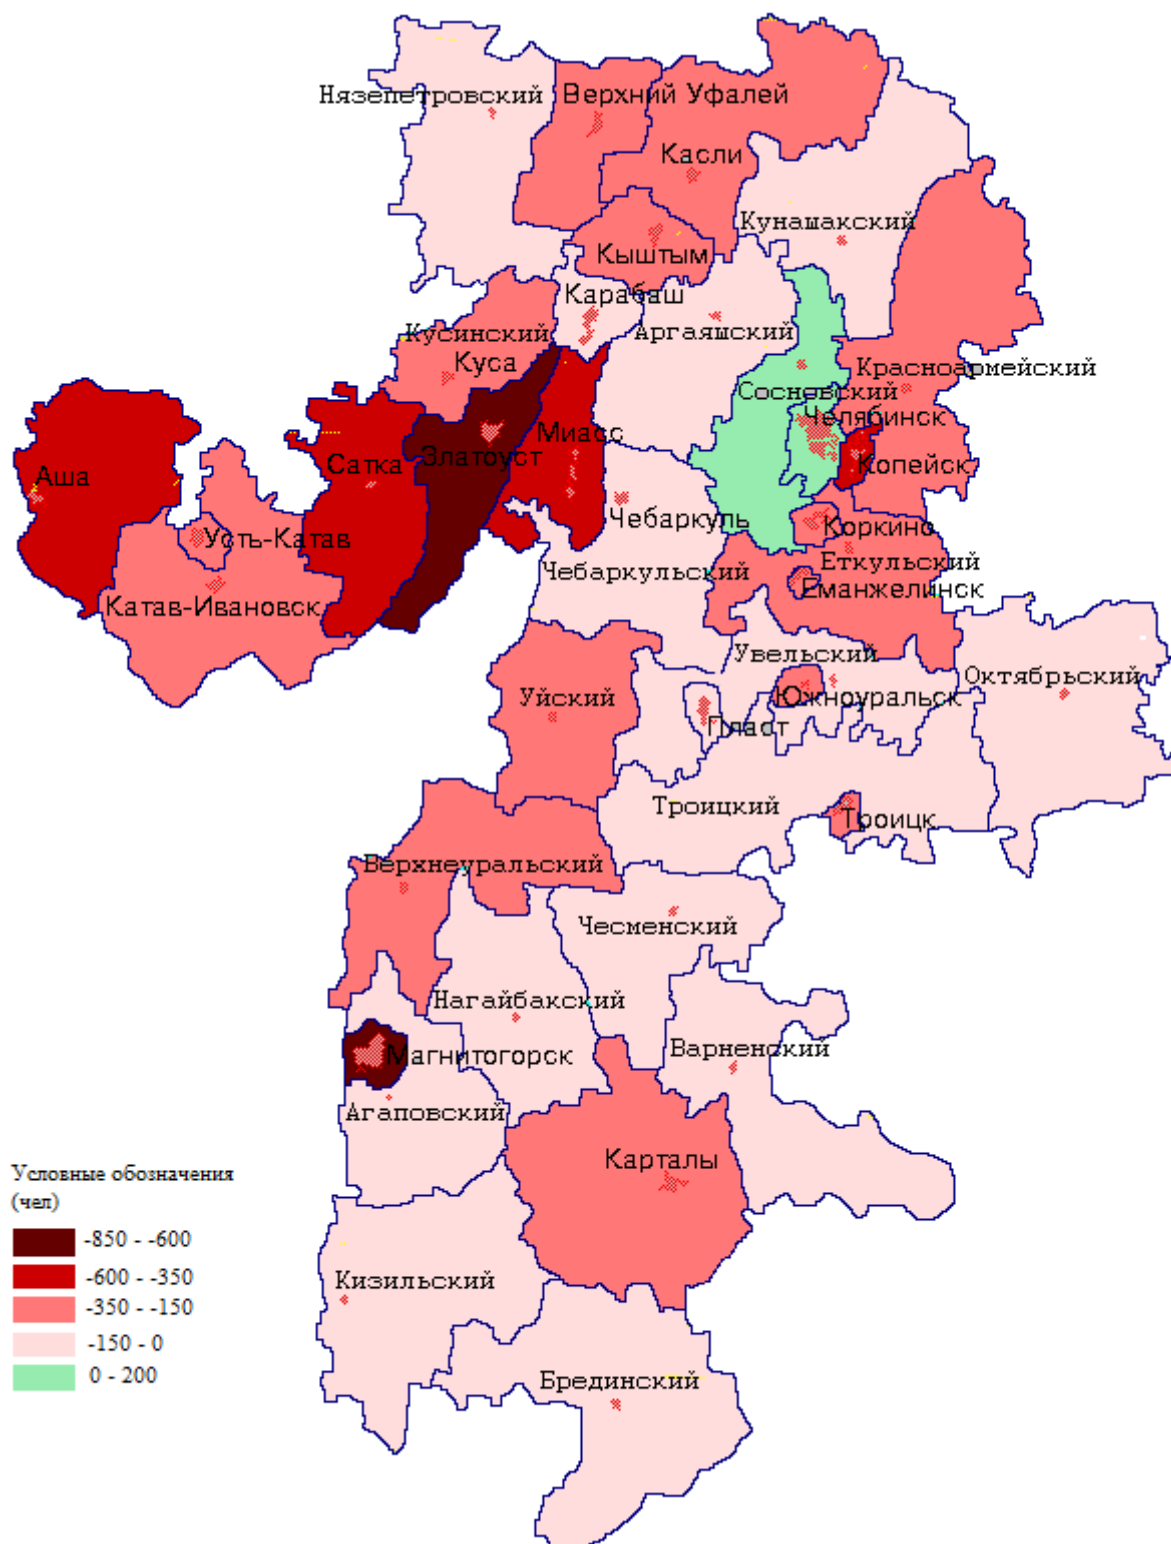 Нязепетровский
Верхний Уфалей
Касли
Кунашакский
Кыштым
Карабаш
Аргаяшский
Кусинский
Куса
Красноармейский
Сосновский
Челябинск
Миасс
Златоуст
Сатка
Копейск
Аша
Чебаркуль
Коркино
Усть-Катав
Еткульский
Чебаркульский
Еманжелинск
Катав-Ивановск
Увельский
Октябрьский
Уйский
Южноуральск
Пласт
Троицкий
Троицк
Верхнеуральский
Чесменский
Нагайбакский
Варненский
Магнитогорск
Агаповский
Карталы
Условные обозначения
(чел)
-850 - -600
-600 - -350
-350 - -150
-150 - 0
0 - 200
Кизильский
Брединский